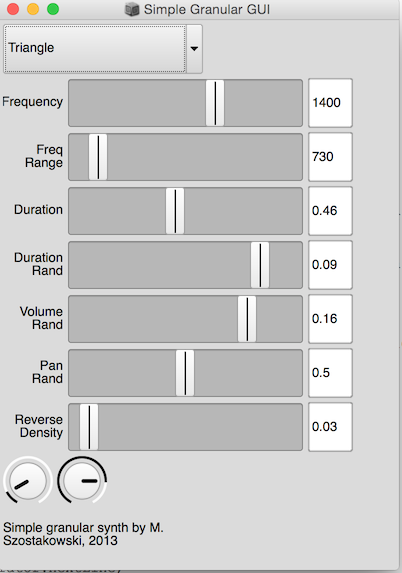 Simple Granular GUI
Triangle
Frequency 1400
Freq
Range 730
Duration 0.46
Duration
Rand 0.09
Volume
Rand 0.16
Pan
Rand 0.5
Reverse
Density 0.03
Simple granular synth by M.
Szostakowski, 2013